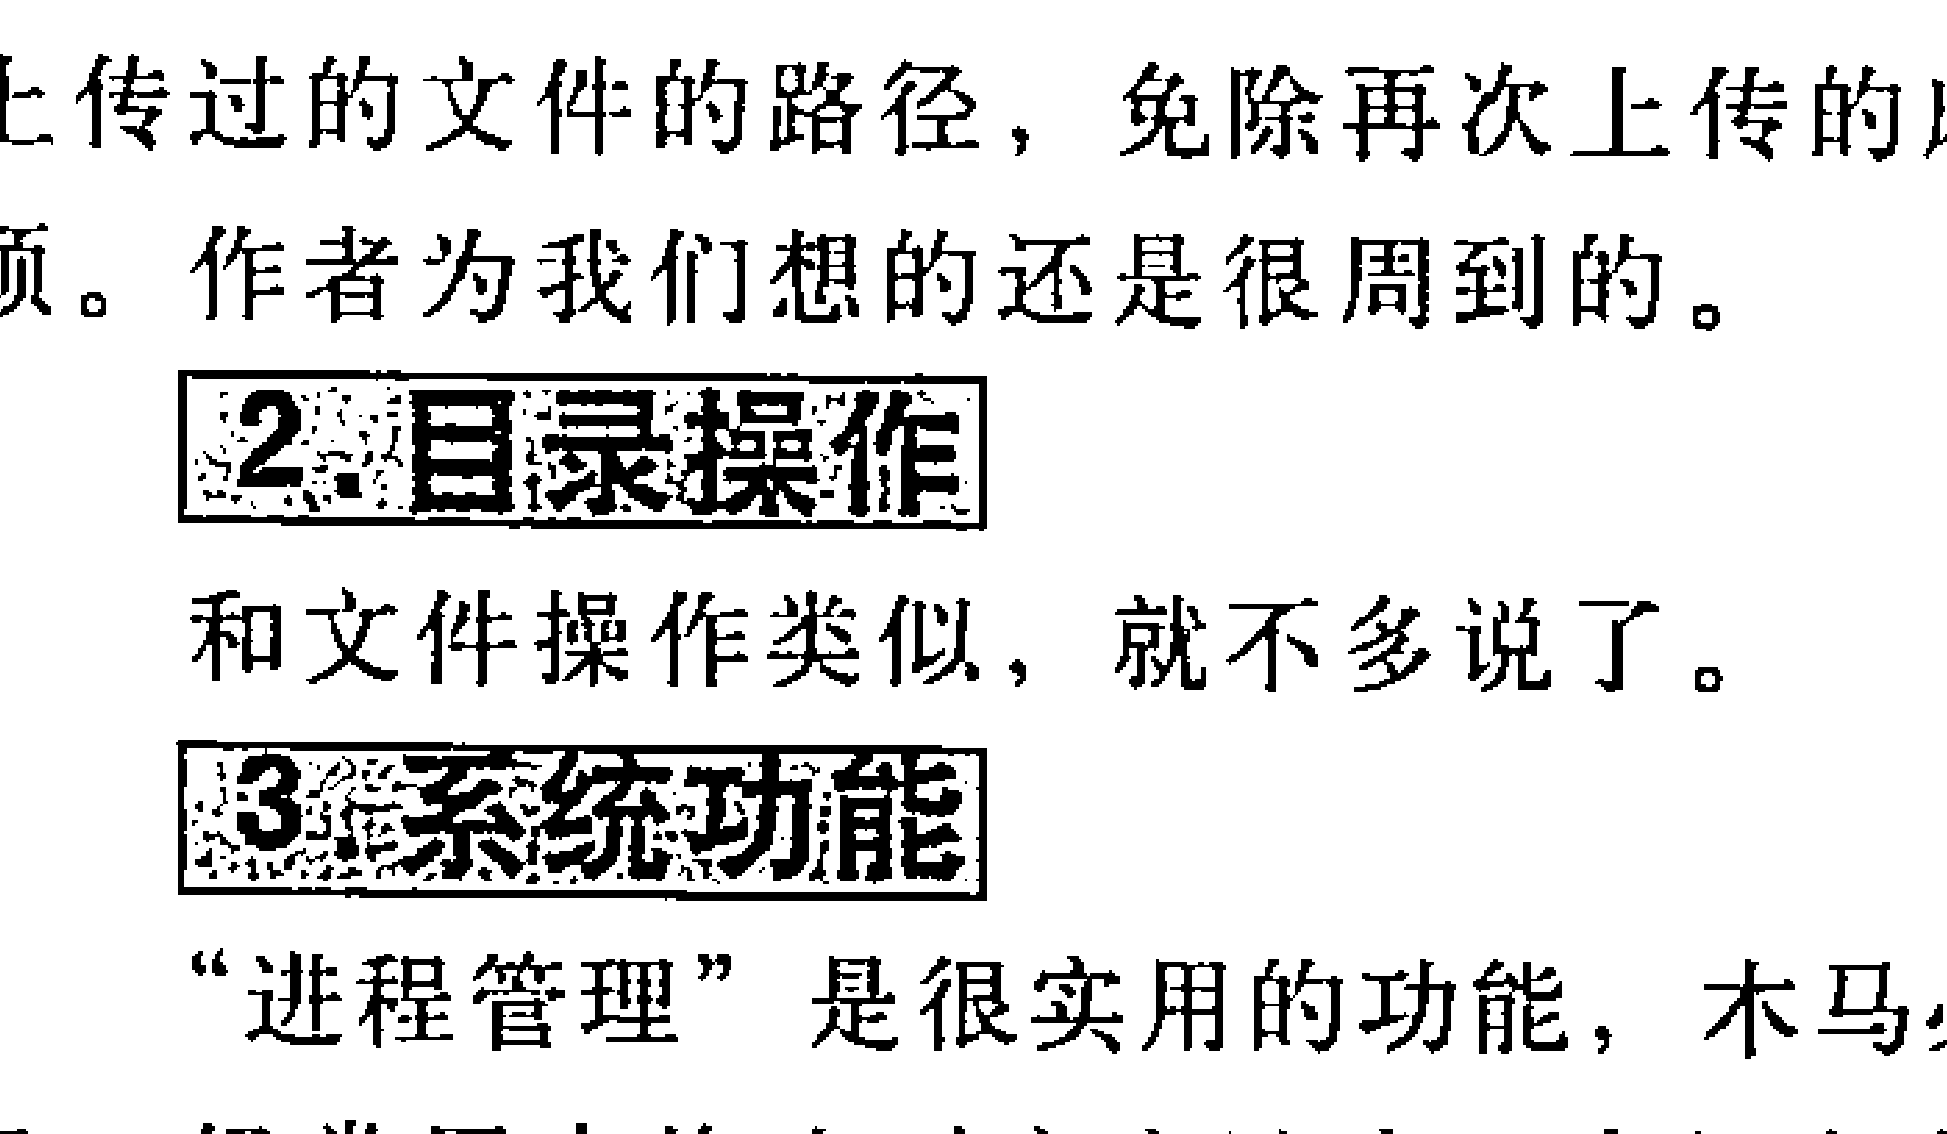 上传过的文件的路径，免除再次上传的
烦。作者为我们想的还是很周到的。
2.目录操作
和文件操作类似，就不多说了。
3.系统功能
“进程管理”是很实用的功能，木马